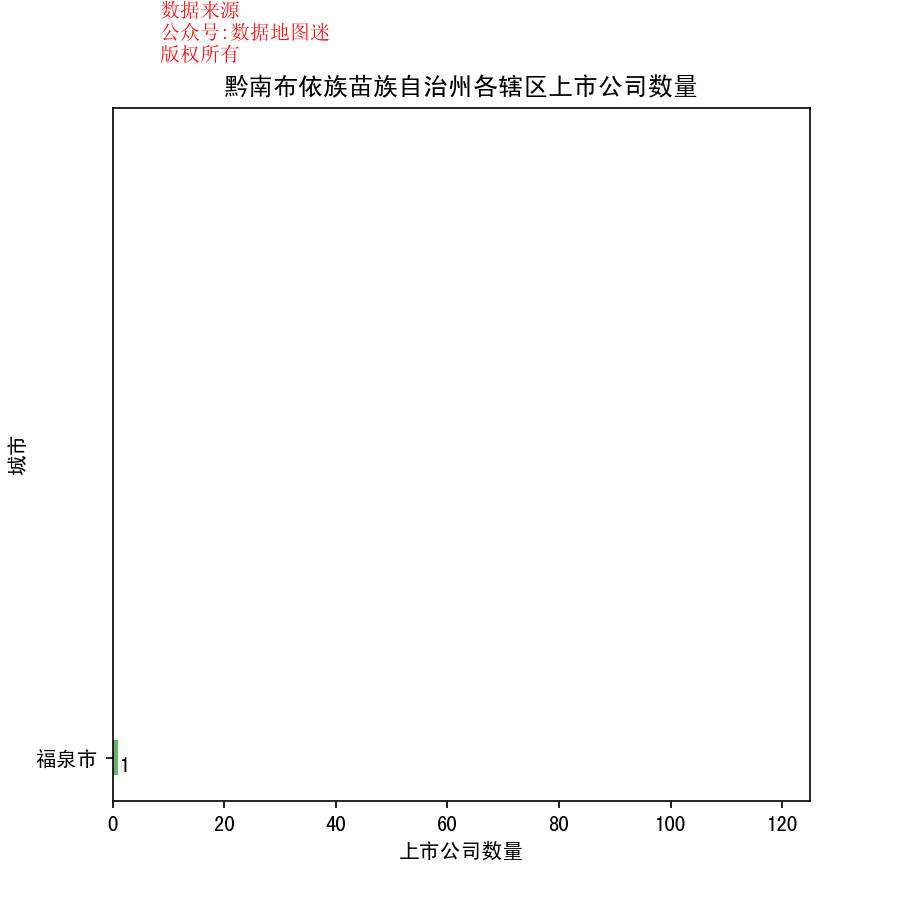 数据来源
公众号:数据地图迷
版权所有
黔南布依族苗族自治州各辖区上市公司数量
城市
福泉市
1
0 20 40 60 80 100 120
上市公司数量